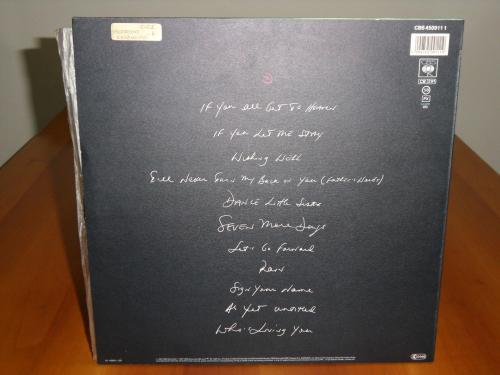 CBS 450911 1
CBS
If You All Get To Heaven
If You Let Me Stay
Wishing Well
I'll Never Turn My Back on You (Father's Words)
DANCE Little Sister
SEVEN More Days
Let's Go Forward
Rain
Sign Your Name
As Yet Untitled
Who's Loving You